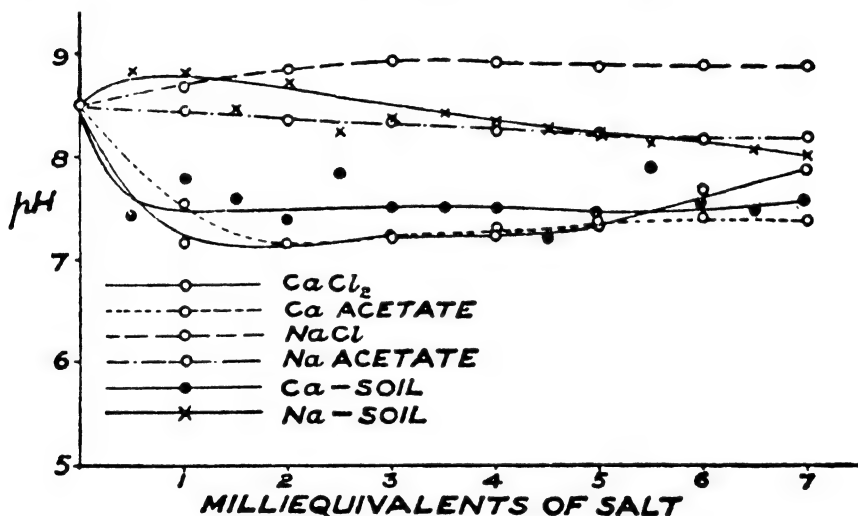 9
8
pH
7
6
5
CaCl₂
Ca ACETATE
NaCl
Na ACETATE
Ca-SOIL
Na-SOIL
1 2 3 4 5 6 7
MILLIEQUIVALENTS OF SALT